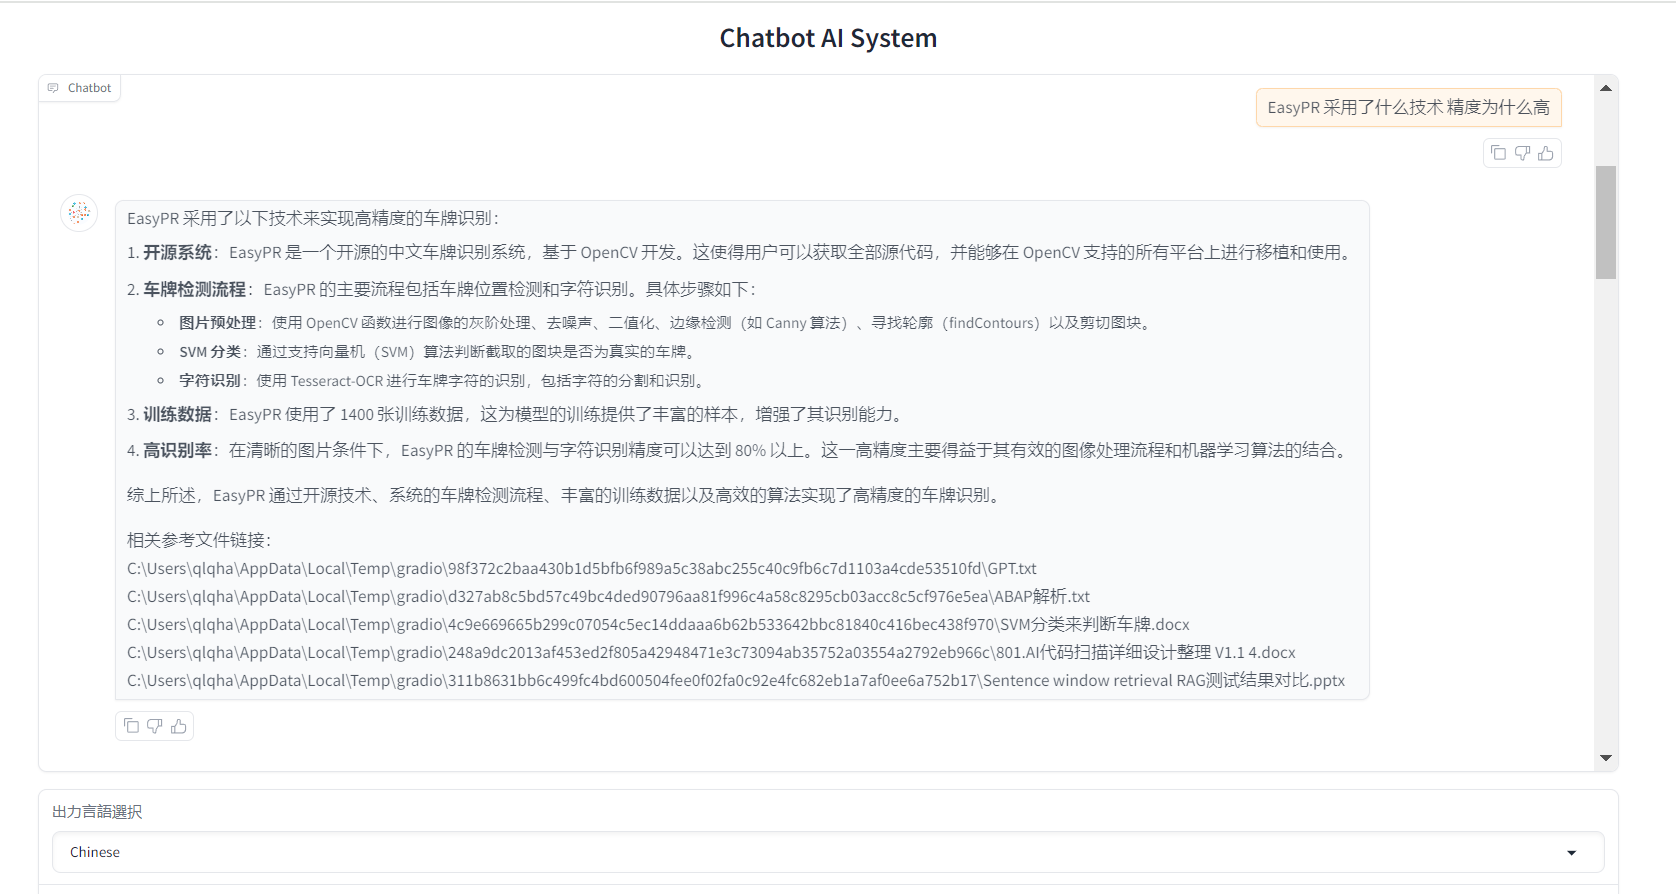 Chatbot AI System
Chatbot
EasyPR 采用了什么技术 精度为什么高
EasyPR 采用了以下技术来实现高精度的车牌识别：
1. 开源系统：EasyPR 是一个开源的中文车牌识别系统，基于 OpenCV 开发。这使得用户可以获取全部源代码，并能够在 OpenCV 支持的所有平台上进行移植和使用。
2. 车牌检测流程：EasyPR 的主要流程包括车牌位置检测和字符识别。具体步骤如下：
图片预处理：使用 OpenCV 函数进行图像的灰阶处理、去噪声、二值化、边缘检测（如 Canny 算法）、寻找轮廓（findContours）以及剪切图块。
SVM 分类：通过支持向量机（SVM）算法判断截取的图块是否为真实的车牌。
字符识别：使用 Tesseract-OCR 进行车牌字符的识别，包括字符的分割和识别。
3. 训练数据：EasyPR 使用了 1400 张训练数据，这为模型的训练提供了丰富的样本，增强了其识别能力。
4. 高识别率：在清晰的图片条件下，EasyPR 的车牌检测与字符识别精度可以达到 80% 以上。这一高精度主要得益于其有效的图像处理流程和机器学习算法的结合。
综上所述，EasyPR 通过开源技术、系统的车牌检测流程、丰富的训练数据以及高效的算法实现了高精度的车牌识别。
相关参考文件链接：
C:\Users\qlqha\AppData\Local\Temp\gradio\98f372c2baa430b1d5bfb6f989a5c38abc255c40c9fb6c7d1103a4cde53510fd\GPT.txt
C:\Users\qlqha\AppData\Local\Temp\gradio\d327ab8c5bd57c49bc4ded90796aa81f996c4a58c8295cb03acc8c5cf976e5ea\ABAP解析.txt
C:\Users\qlqha\AppData\Local\Temp\gradio\4c9e669665b299c07054c5ec14ddaaa6b62b533642bbc81840c416bec438f970\SVM分类来判断车牌.docx
C:\Users\qlqha\AppData\Local\Temp\gradio\248a9dc2013af453ed2f805a42948471e3c73094ab35752a03554a2792eb966c\801.AI代码扫描详细设计整理 V1.1 4.docx
C:\Users\qlqha\AppData\Local\Temp\gradio\311b8631bb6c499fc4bd600504fee0f02fa0c92e4fc682eb1a7af0ee6a752b17\Sentence window retrieval RAG测试结果对比.pptx
出力言語選択
Chinese